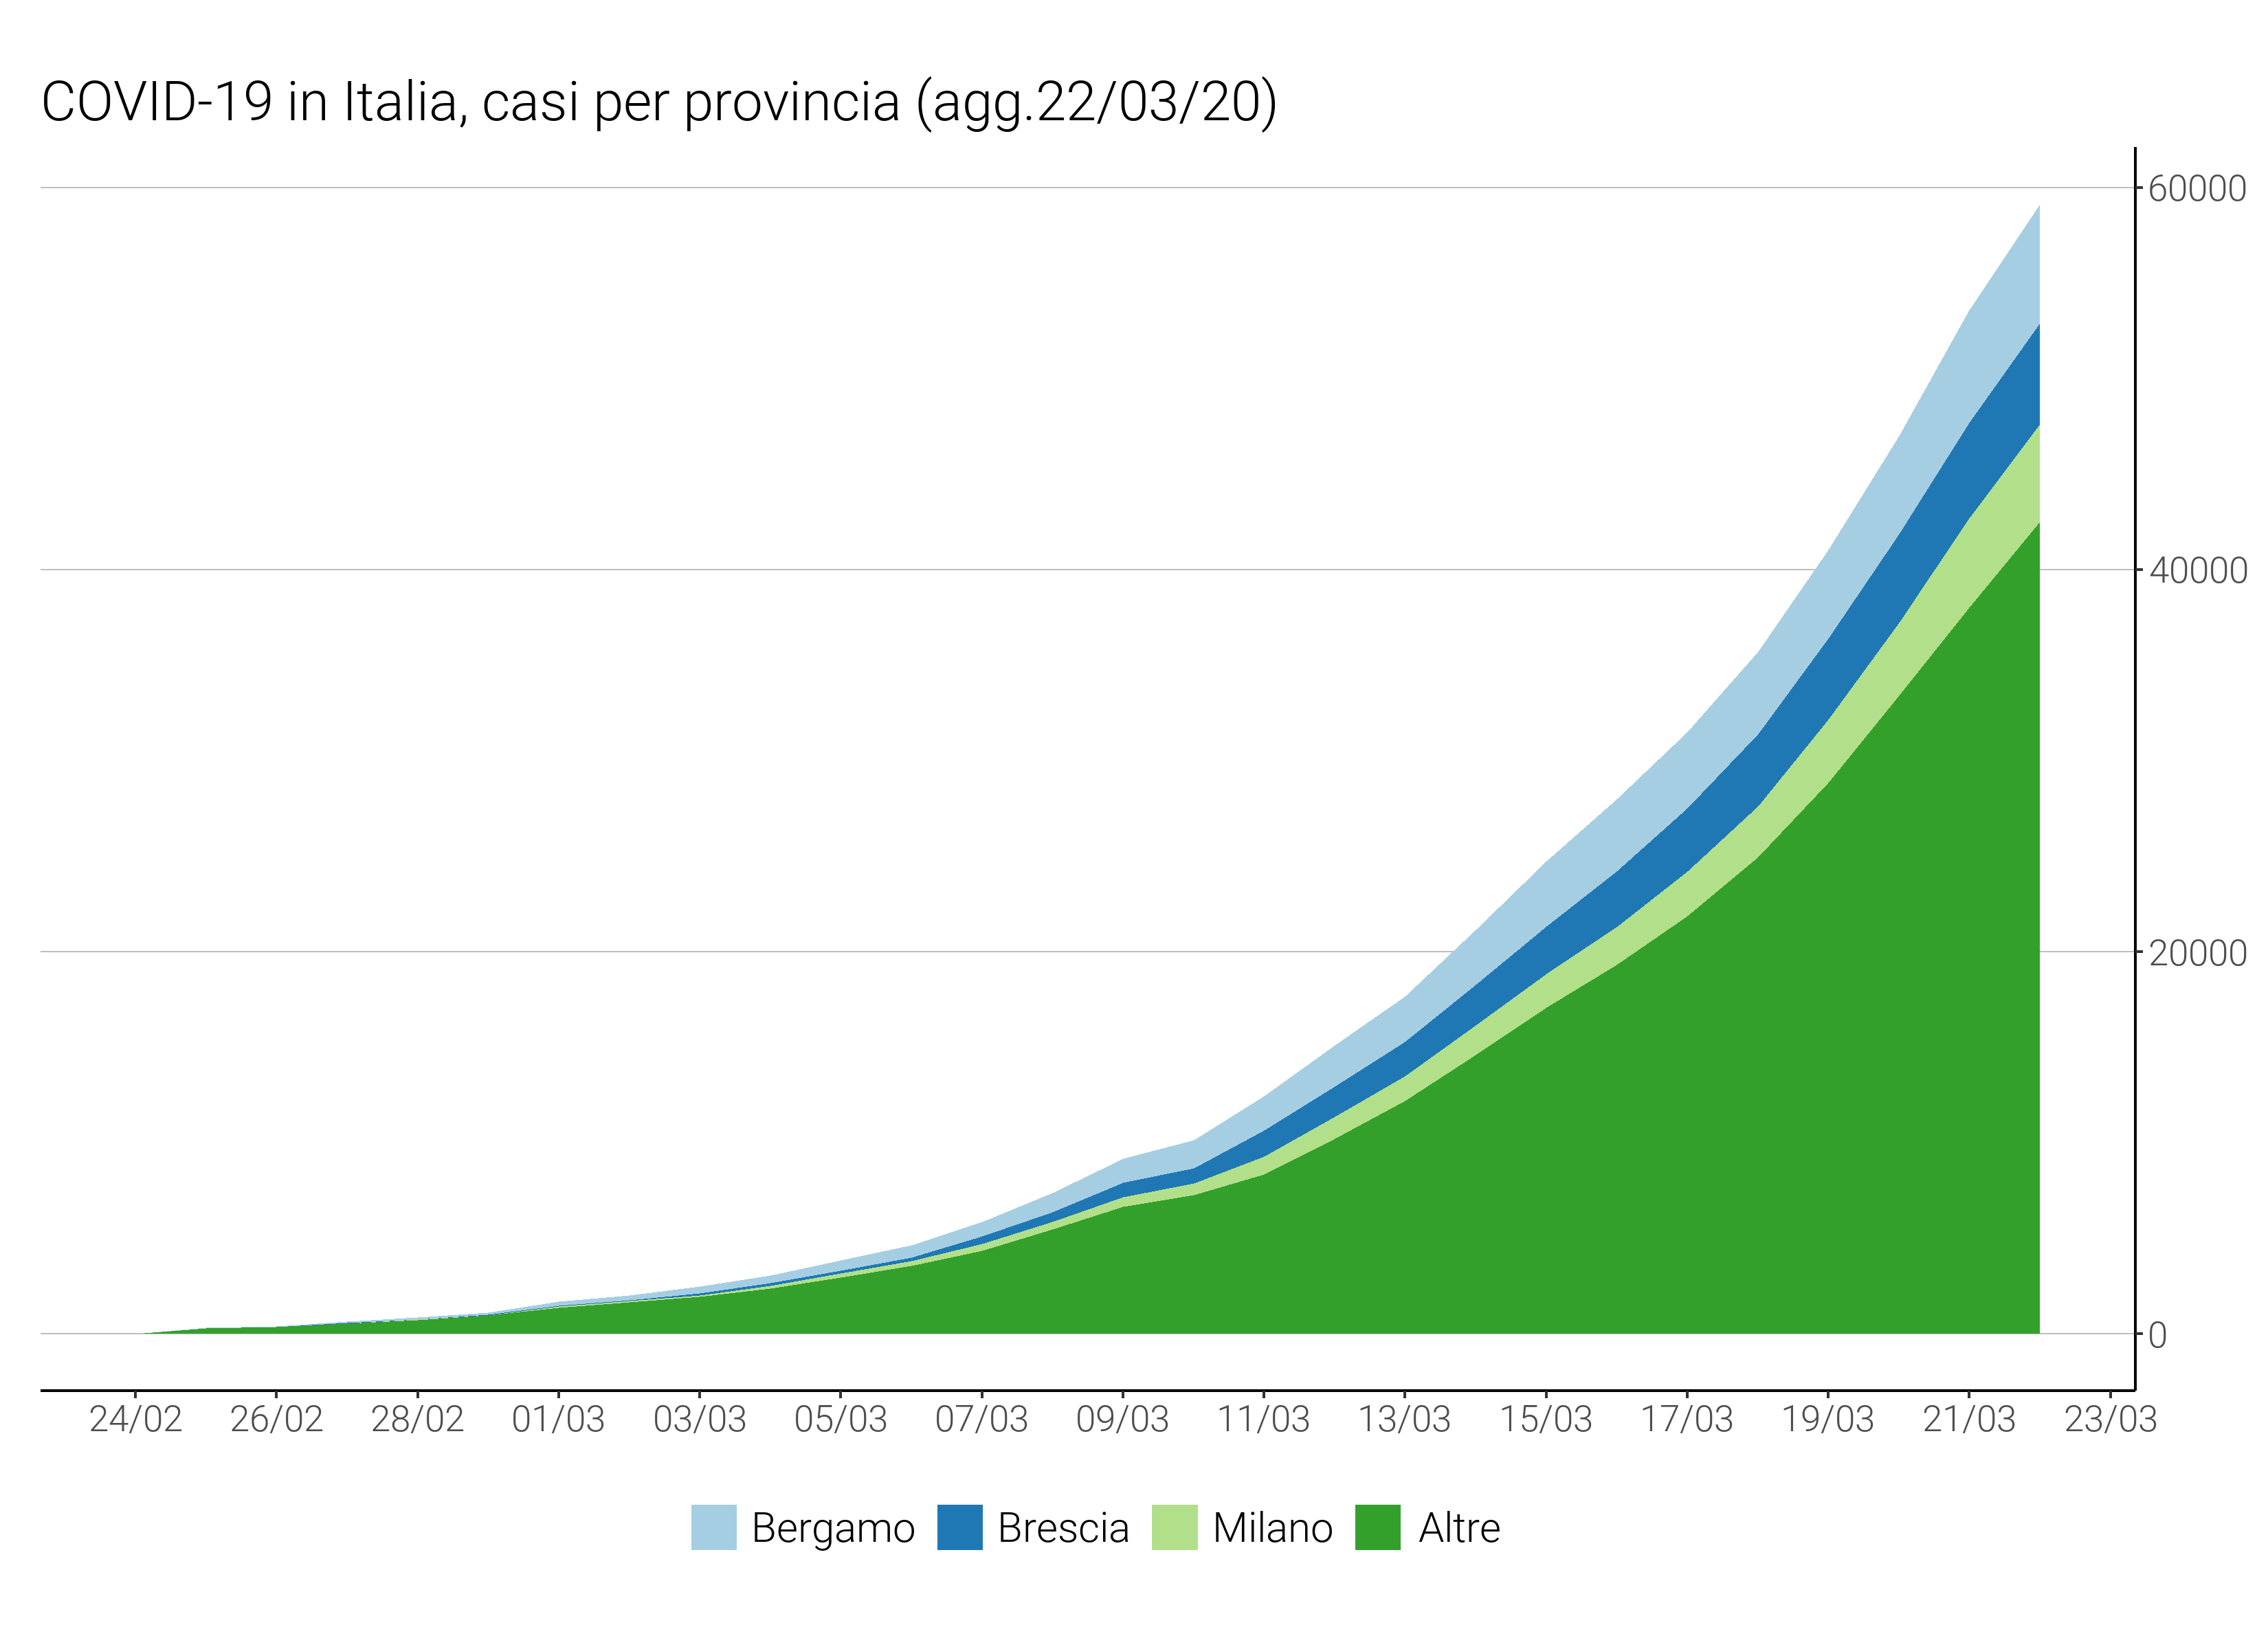 COVID-19 in Italia, casi per provincia (agg.22/03/20)
60000
40000
20000
0
24/02 26/02 28/02 01/03 03/03 05/03 07/03 09/03 11/03 13/03 15/03 17/03 19/03 21/03 23/03
Bergamo Brescia Milano Altre